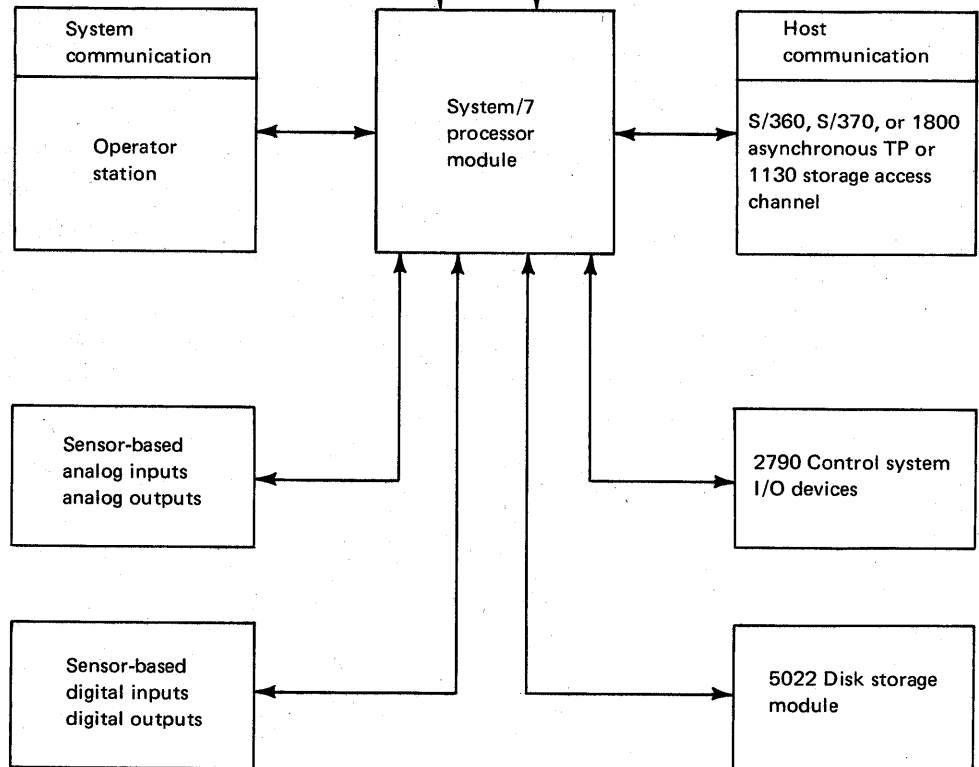 System
communication
Operator
station
System/7
processor
module
Host
communication
S/360, S/370, or 1800
asynchronous TP or
1130 storage access
channel
Sensor-based
analog inputs
analog outputs
2790 Control system
I/O devices
Sensor-based
digital inputs
digital outputs
5022 Disk storage
module